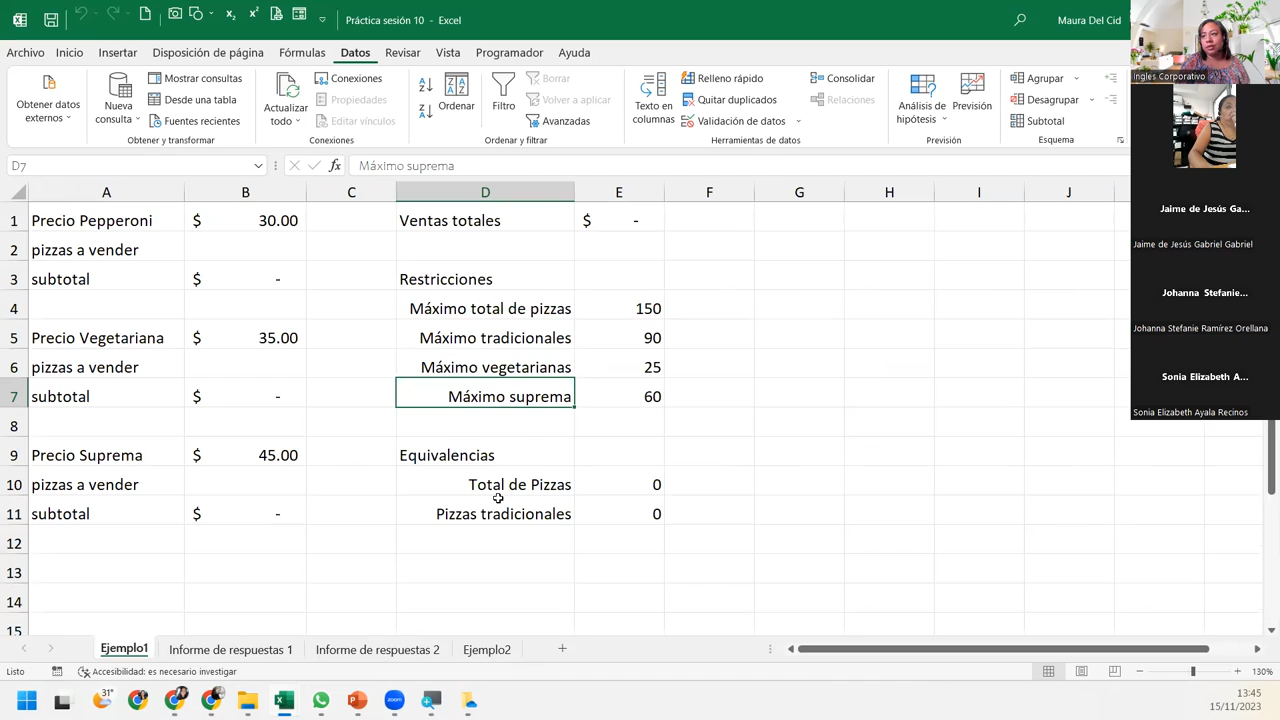 Práctica sesión 10 - Excel
Maura Del Cid
Archivo Inicio Insertar Disposición de página Fórmulas Datos Revisar Vista Programador Ayuda
Obtener datos externos
Nueva consulta
Mostrar consultas
Desde una tabla
Fuentes recientes
Obtener y transformar
Actualizar todo
Conexiones
Propiedades
Editar vínculos
Conexiones
Ordenar
Filtro
Borrar
Volver a aplicar
Avanzadas
Ordenar y filtrar
Texto en columnas
Relleno rápido
Quitar duplicados
Validación de datos
Consolidar
Relaciones
Herramientas de datos
Análisis de hipótesis
Previsión
Previsión
Agrupar
Desagrupar
Subtotal
Esquema
D7
fx Máximo suprema
A B C D E F G H I J
1 Precio Pepperoni $ 30.00 Ventas totales $ -
2 pizzas a vender
3 subtotal $ - Restricciones
4 Máximo total de pizzas 150
5 Precio Vegetariana $ 35.00 Máximo tradicionales 90
6 pizzas a vender Máximo vegetarianas 25
7 subtotal $ - Máximo suprema 60
8
9 Precio Suprema $ 45.00 Equivalencias
10 pizzas a vender Total de Pizzas 0
11 subtotal $ - Pizzas tradicionales 0
12
13
14
15
Ejemplo1 Informe de respuestas 1 Informe de respuestas 2 Ejemplo2
Listo Accesibilidad: es necesario investigar 130%
31°
zoom
13:45
15/11/2023
Ingles Corporativo
Jaime de Jesús Ga...
Jaime de Jesús Gabriel Gabriel
Johanna Stefanie...
Johanna Stefanie Ramírez Orellana
Sonia Elizabeth A...
Sonia Elizabeth Ayala Recinos